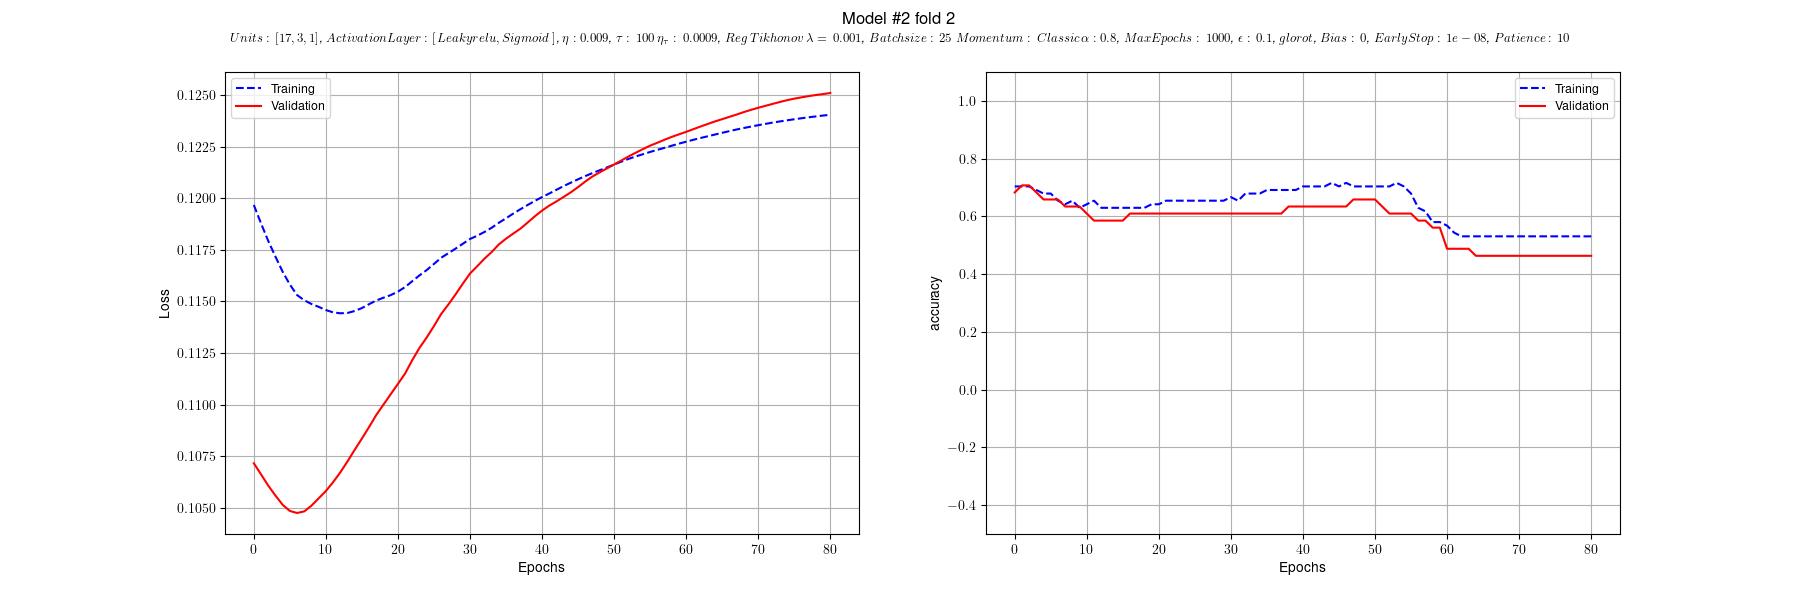 Model #2 fold 2
Units : [17, 3, 1], ActivationLayer : [Leakyrelu, Sigmoid ], η : 0.009, τ : 100 ητ : 0.0009, Reg Tikhonov λ = 0.001, Batchsize : 25 Momentum : Classicα : 0.8, MaxEpochs : 1000, ϵ : 0.1, glorot, Bias : 0, EarlyStop : 1e − 08, Patience : 10
Training
Validation
0.1250
0.1225
0.1200
0.1175
0.1150
0.1125
0.1100
0.1075
0.1050
Loss
0 10 20 30 40 50 60 70 80
Epochs
Training
Validation
1.0
0.8
0.6
0.4
0.2
0.0
−0.2
−0.4
accuracy
0 10 20 30 40 50 60 70 80
Epochs